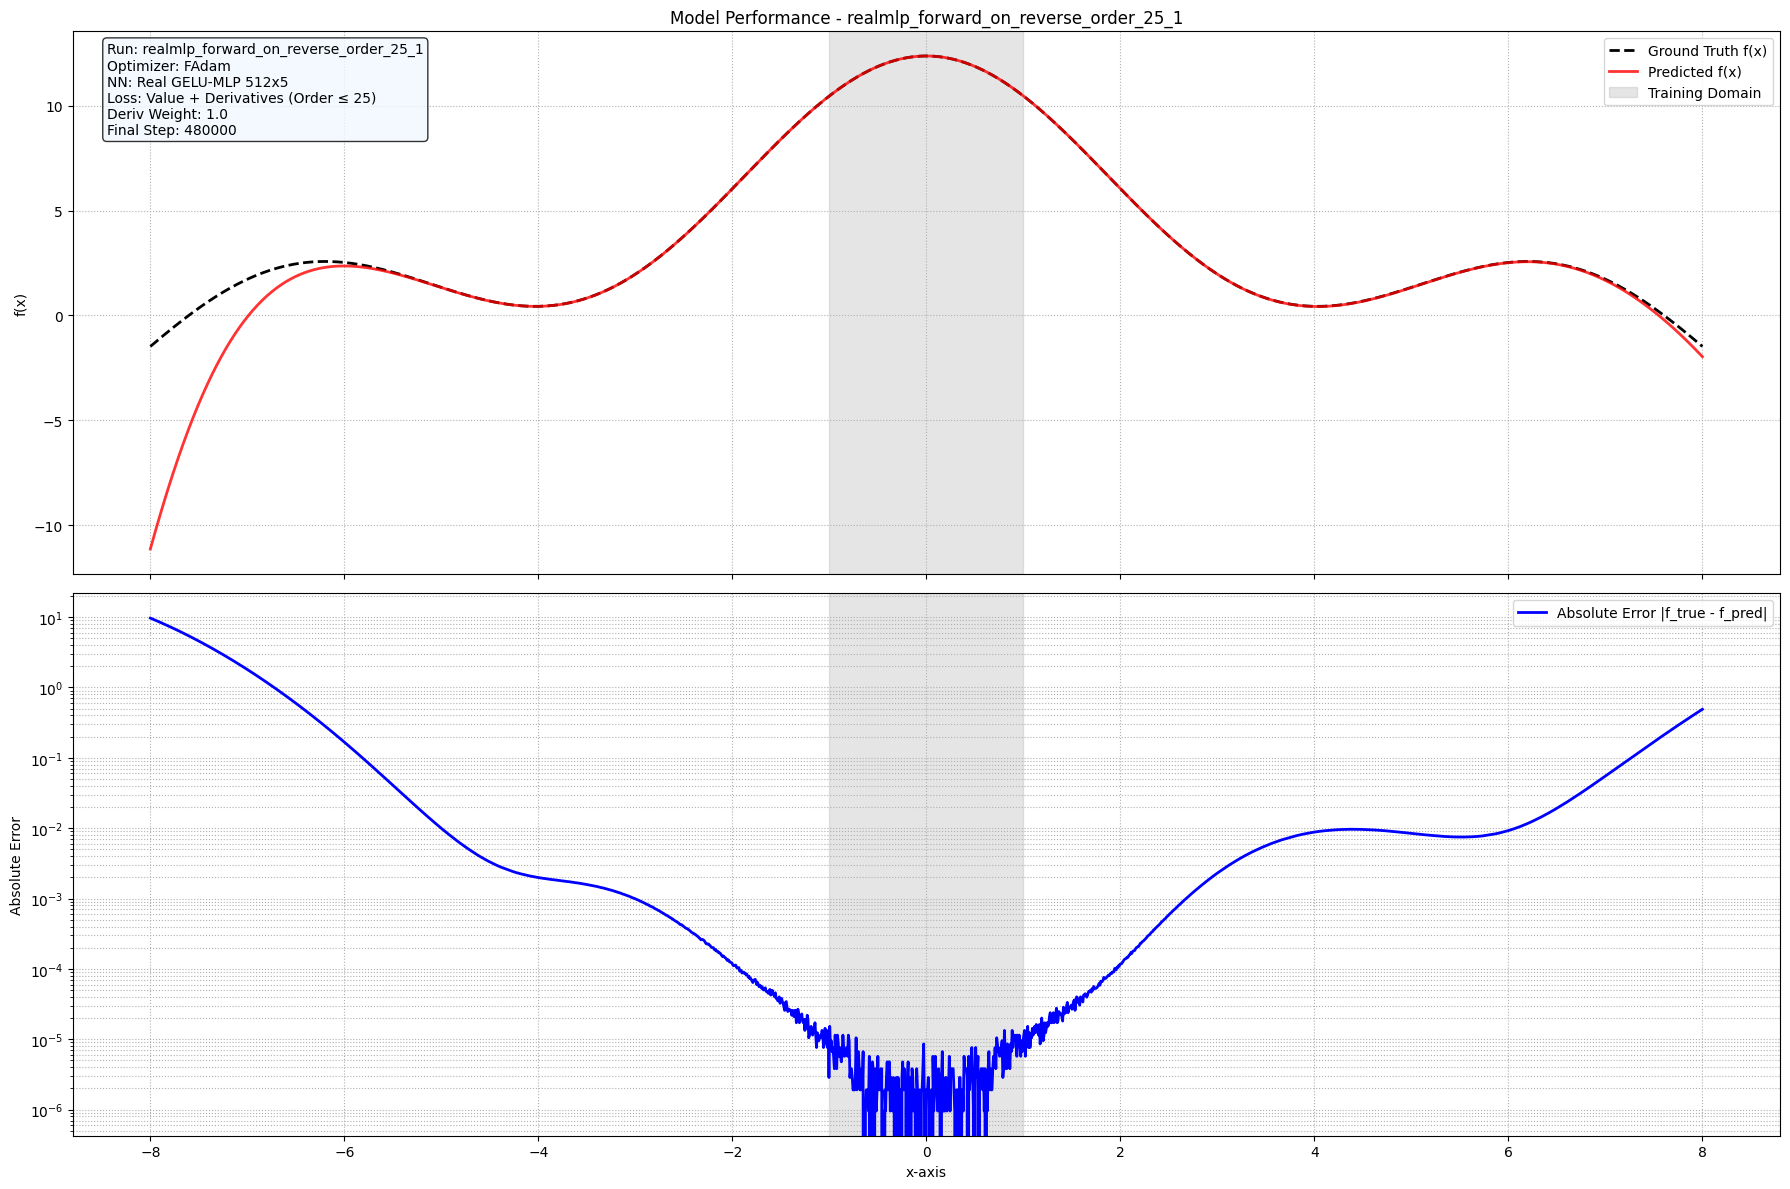 Model Performance - realmlp_forward_on_reverse_order_25_1
Run: realmlp_forward_on_reverse_order_25_1
Optimizer: FAdam
NN: Real GELU-MLP 512x5
Loss: Value + Derivatives (Order ≤ 25)
Deriv Weight: 1.0
Final Step: 480000
Ground Truth f(x)
Predicted f(x)
Training Domain
f(x)
10
5
0
−5
−10
Absolute Error |f_true - f_pred|
Absolute Error
10¹
10⁰
10⁻¹
10⁻²
10⁻³
10⁻⁴
10⁻⁵
10⁻⁶
−8 −6 −4 −2 0 2 4 6 8
x-axis